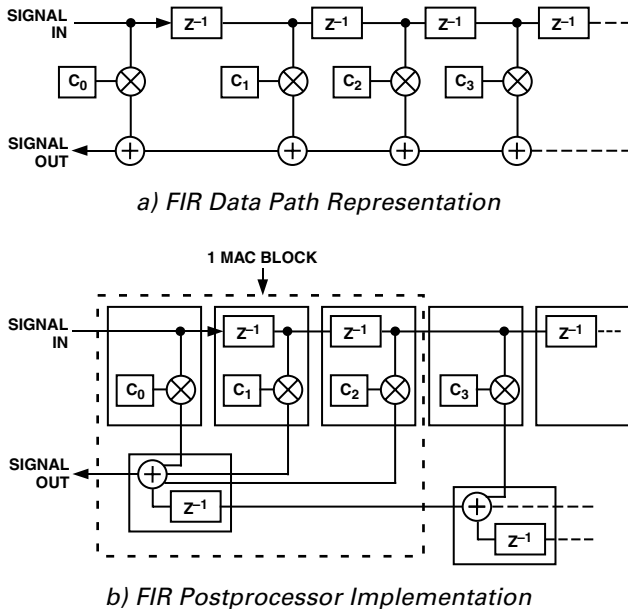 SIGNAL IN
Z–1 Z–1 Z–1 Z–1
C0 C1 C2 C3
SIGNAL OUT
a) FIR Data Path Representation
1 MAC BLOCK
SIGNAL IN
Z–1 Z–1 Z–1
C0 C1 C2 C3
SIGNAL OUT
Z–1 Z–1
b) FIR Postprocessor Implementation